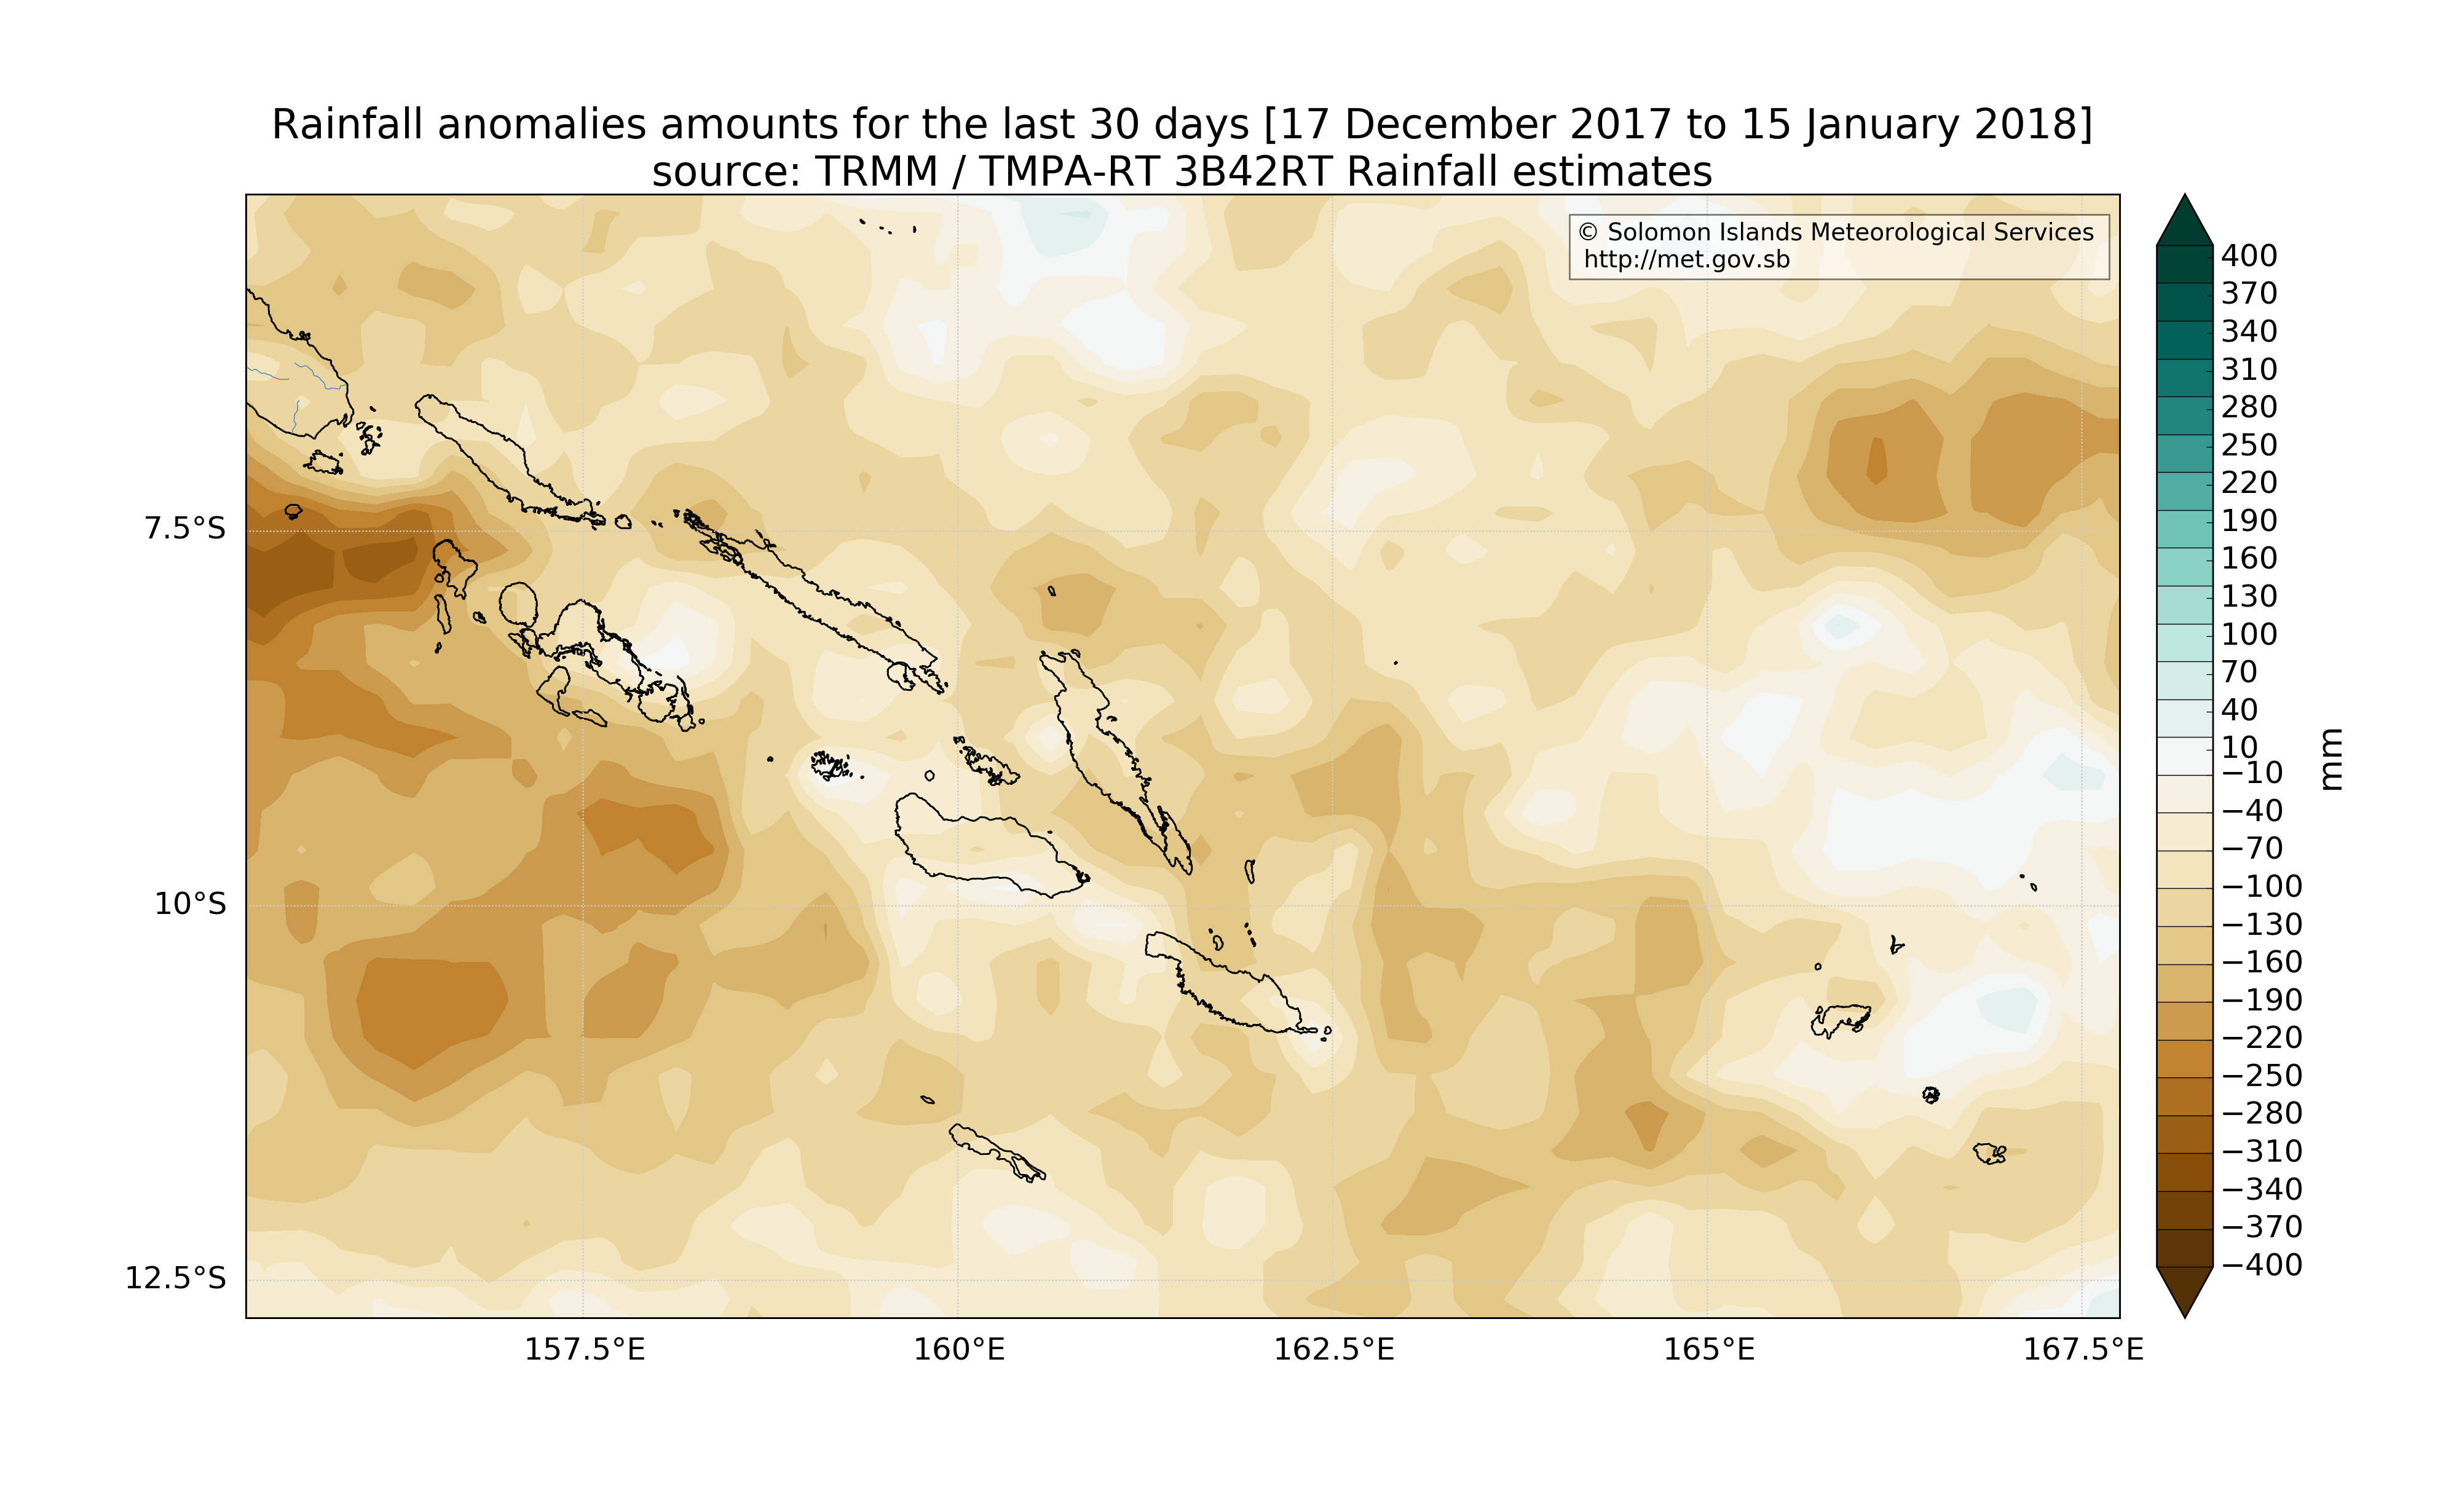 Rainfall anomalies amounts for the last 30 days [17 December 2017 to 15 January 2018]
source: TRMM / TMPA-RT 3B42RT Rainfall estimates
© Solomon Islands Meteorological Services
http://met.gov.sb
7.5°S
10°S
12.5°S
157.5°E
160°E
162.5°E
165°E
167.5°E
400
370
340
310
280
250
220
190
160
130
100
70
40
10
−10
−40
−70
−100
−130
−160
−190
−220
−250
−280
−310
−340
−370
−400
mm